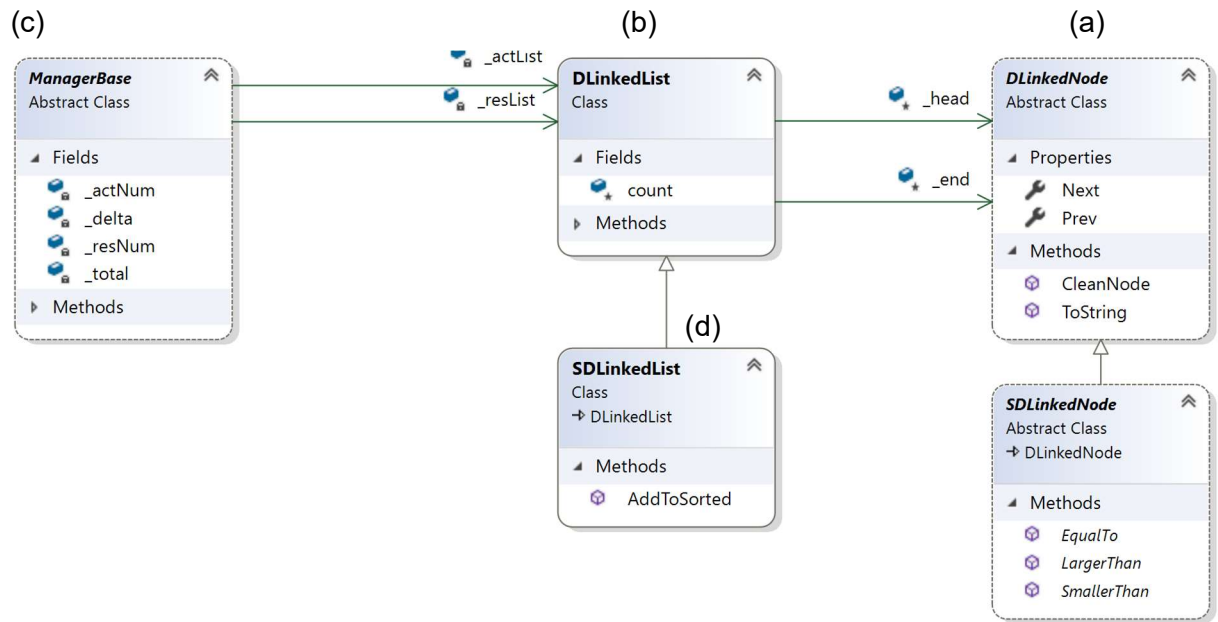 (c)
(b)
(a)
_actList
_resList
_head
_end
ManagerBase
Abstract Class
Fields
_actNum
_delta
_resNum
_total
Methods
DLinkedList
Class
Fields
count
Methods
DLinkedNode
Abstract Class
Properties
Next
Prev
Methods
CleanNode
ToString
(d)
SDLinkedList
Class
DLinkedList
Methods
AddToSorted
SDLinkedNode
Abstract Class
DLinkedNode
Methods
EqualTo
LargerThan
SmallerThan